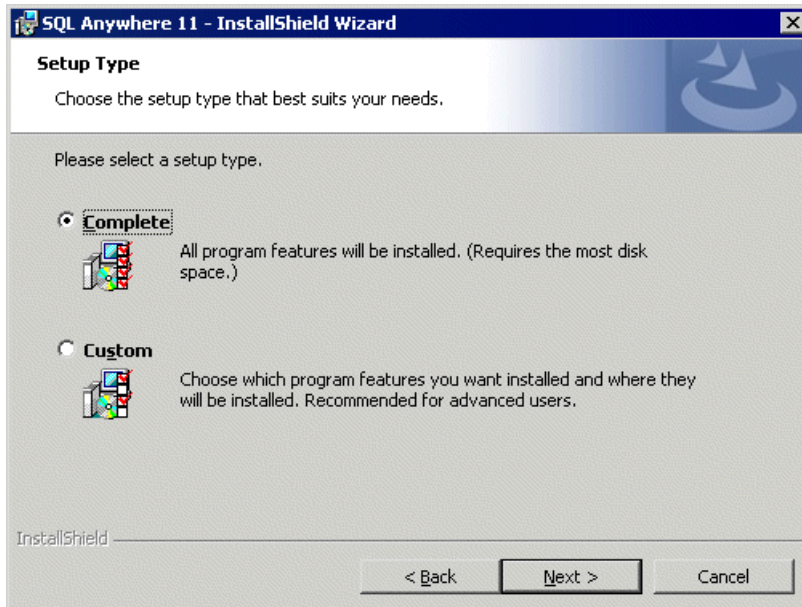 SQL Anywhere 11 - InstallShield Wizard
Setup Type
Choose the setup type that best suits your needs.
Please select a setup type.
Complete
All program features will be installed. (Requires the most disk
space.)
Custom
Choose which program features you want installed and where they
will be installed. Recommended for advanced users.
InstallShield
< Back
Next >
Cancel